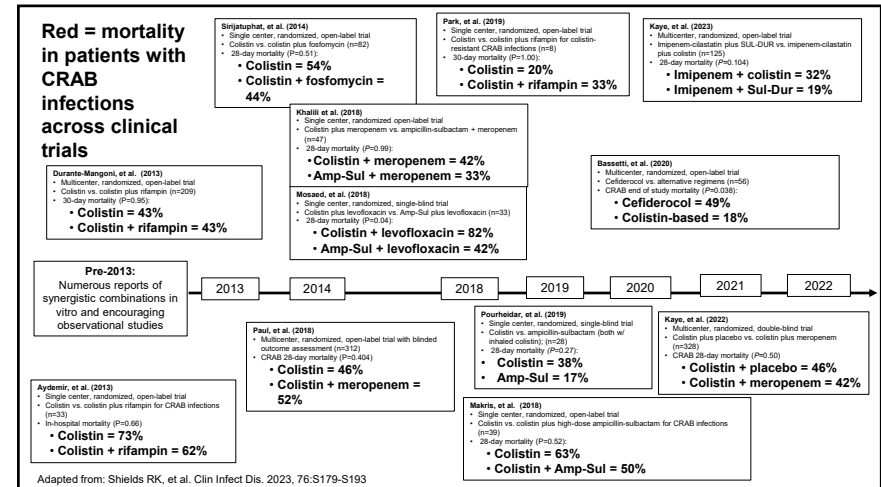 Red = mortality
in patients with
CRAB
infections
across clinical
trials
Sirijatuphat, et al. (2014)
• Single center, randomized, open-label trial
• Colistin vs. colistin plus fosfomycin (n=82)
• 28-day mortality (P=0.51):
• Colistin = 54%
• Colistin + fosfomycin =
44%
Park, et al. (2019)
• Single center, randomized, open-label trial
• Colistin vs. colistin plus rifampin for colistin-
resistant CRAB infections (n=8)
• 30-day mortality (P=1.00):
• Colistin = 20%
• Colistin + rifampin = 33%
Kaye, et al. (2023)
• Multicenter, randomized, open-label trial
• Imipenem-cilastatin plus SUL-DUR vs. imipenem-cilastatin
plus colistin (n=125)
• 28-day mortality (P=0.104)
• Imipenem + colistin = 32%
• Imipenem + Sul-Dur = 19%
Khalili et al. (2018)
• Single center, randomized open-label trial
• Colistin plus meropenem vs. ampicillin-sulbactam + meropenem
(n=47)
• 28-day mortality (P=0.99):
• Colistin + meropenem = 42%
• Amp-Sul + meropenem = 33%
Durante-Mangoni, et al. (2013)
• Multicenter, randomized, open-label trial
• Colistin vs. colistin plus rifampin (n=209)
• 30-day mortality (P=0.95):
• Colistin = 43%
• Colistin + rifampin = 43%
Mosaed, et al. (2018)
• Single center, randomized, single-blind trial
• Colistin plus levofloxacin vs. Amp-Sul plus levofloxacin (n=33)
• 28-day mortality (P=0.04):
• Colistin + levofloxacin = 82%
• Amp-Sul + levofloxacin = 42%
Bassetti, et al. (2020)
• Multicenter, randomized, open-label trial
• Cefiderocol vs. alternative regimens (n=56)
• CRAB end of study mortality (P=0.038):
• Cefiderocol = 49%
• Colistin-based = 18%
Pre-2013:
Numerous reports of
synergistic combinations in
vitro and encouraging
observational studies
2013
2014
2018
2019
2020
2021
2022
Paul, et al. (2018)
• Multicenter, randomized, open-label trial with blinded
outcome assessment (n=312)
• CRAB 28-day mortality (P=0.404)
• Colistin = 46%
• Colistin + meropenem =
52%
Pourheidar, et al. (2019)
• Single center, randomized, single-blind trial
• Colistin vs. ampicillin-sulbactam (both w/
inhaled colistin); (n=28)
• 28-day mortality (P=0.27):
• Colistin = 38%
• Amp-Sul = 17%
Kaye, et al. (2022)
• Multicenter, randomized, double-blind trial
• Colistin plus placebo vs. colistin plus meropenem
(n=328)
• CRAB 28-day mortality (P=0.50)
• Colistin + placebo = 46%
• Colistin + meropenem = 42%
Aydemir, et al. (2013)
• Single center, randomized, open-label trial
• Colistin vs. colistin plus rifampin for CRAB infections
(n=33)
• In-hospital mortality (P=0.66)
• Colistin = 73%
• Colistin + rifampin = 62%
Makris, et al. (2018)
• Single center, randomized, open-label trial
• Colistin vs. colistin plus high-dose ampicillin-sulbactam for CRAB infections
(n=39)
• 28-day mortality (P=0.52):
• Colistin = 63%
• Colistin + Amp-Sul = 50%
Adapted from: Shields RK, et al. Clin Infect Dis. 2023, 76:S179-S193